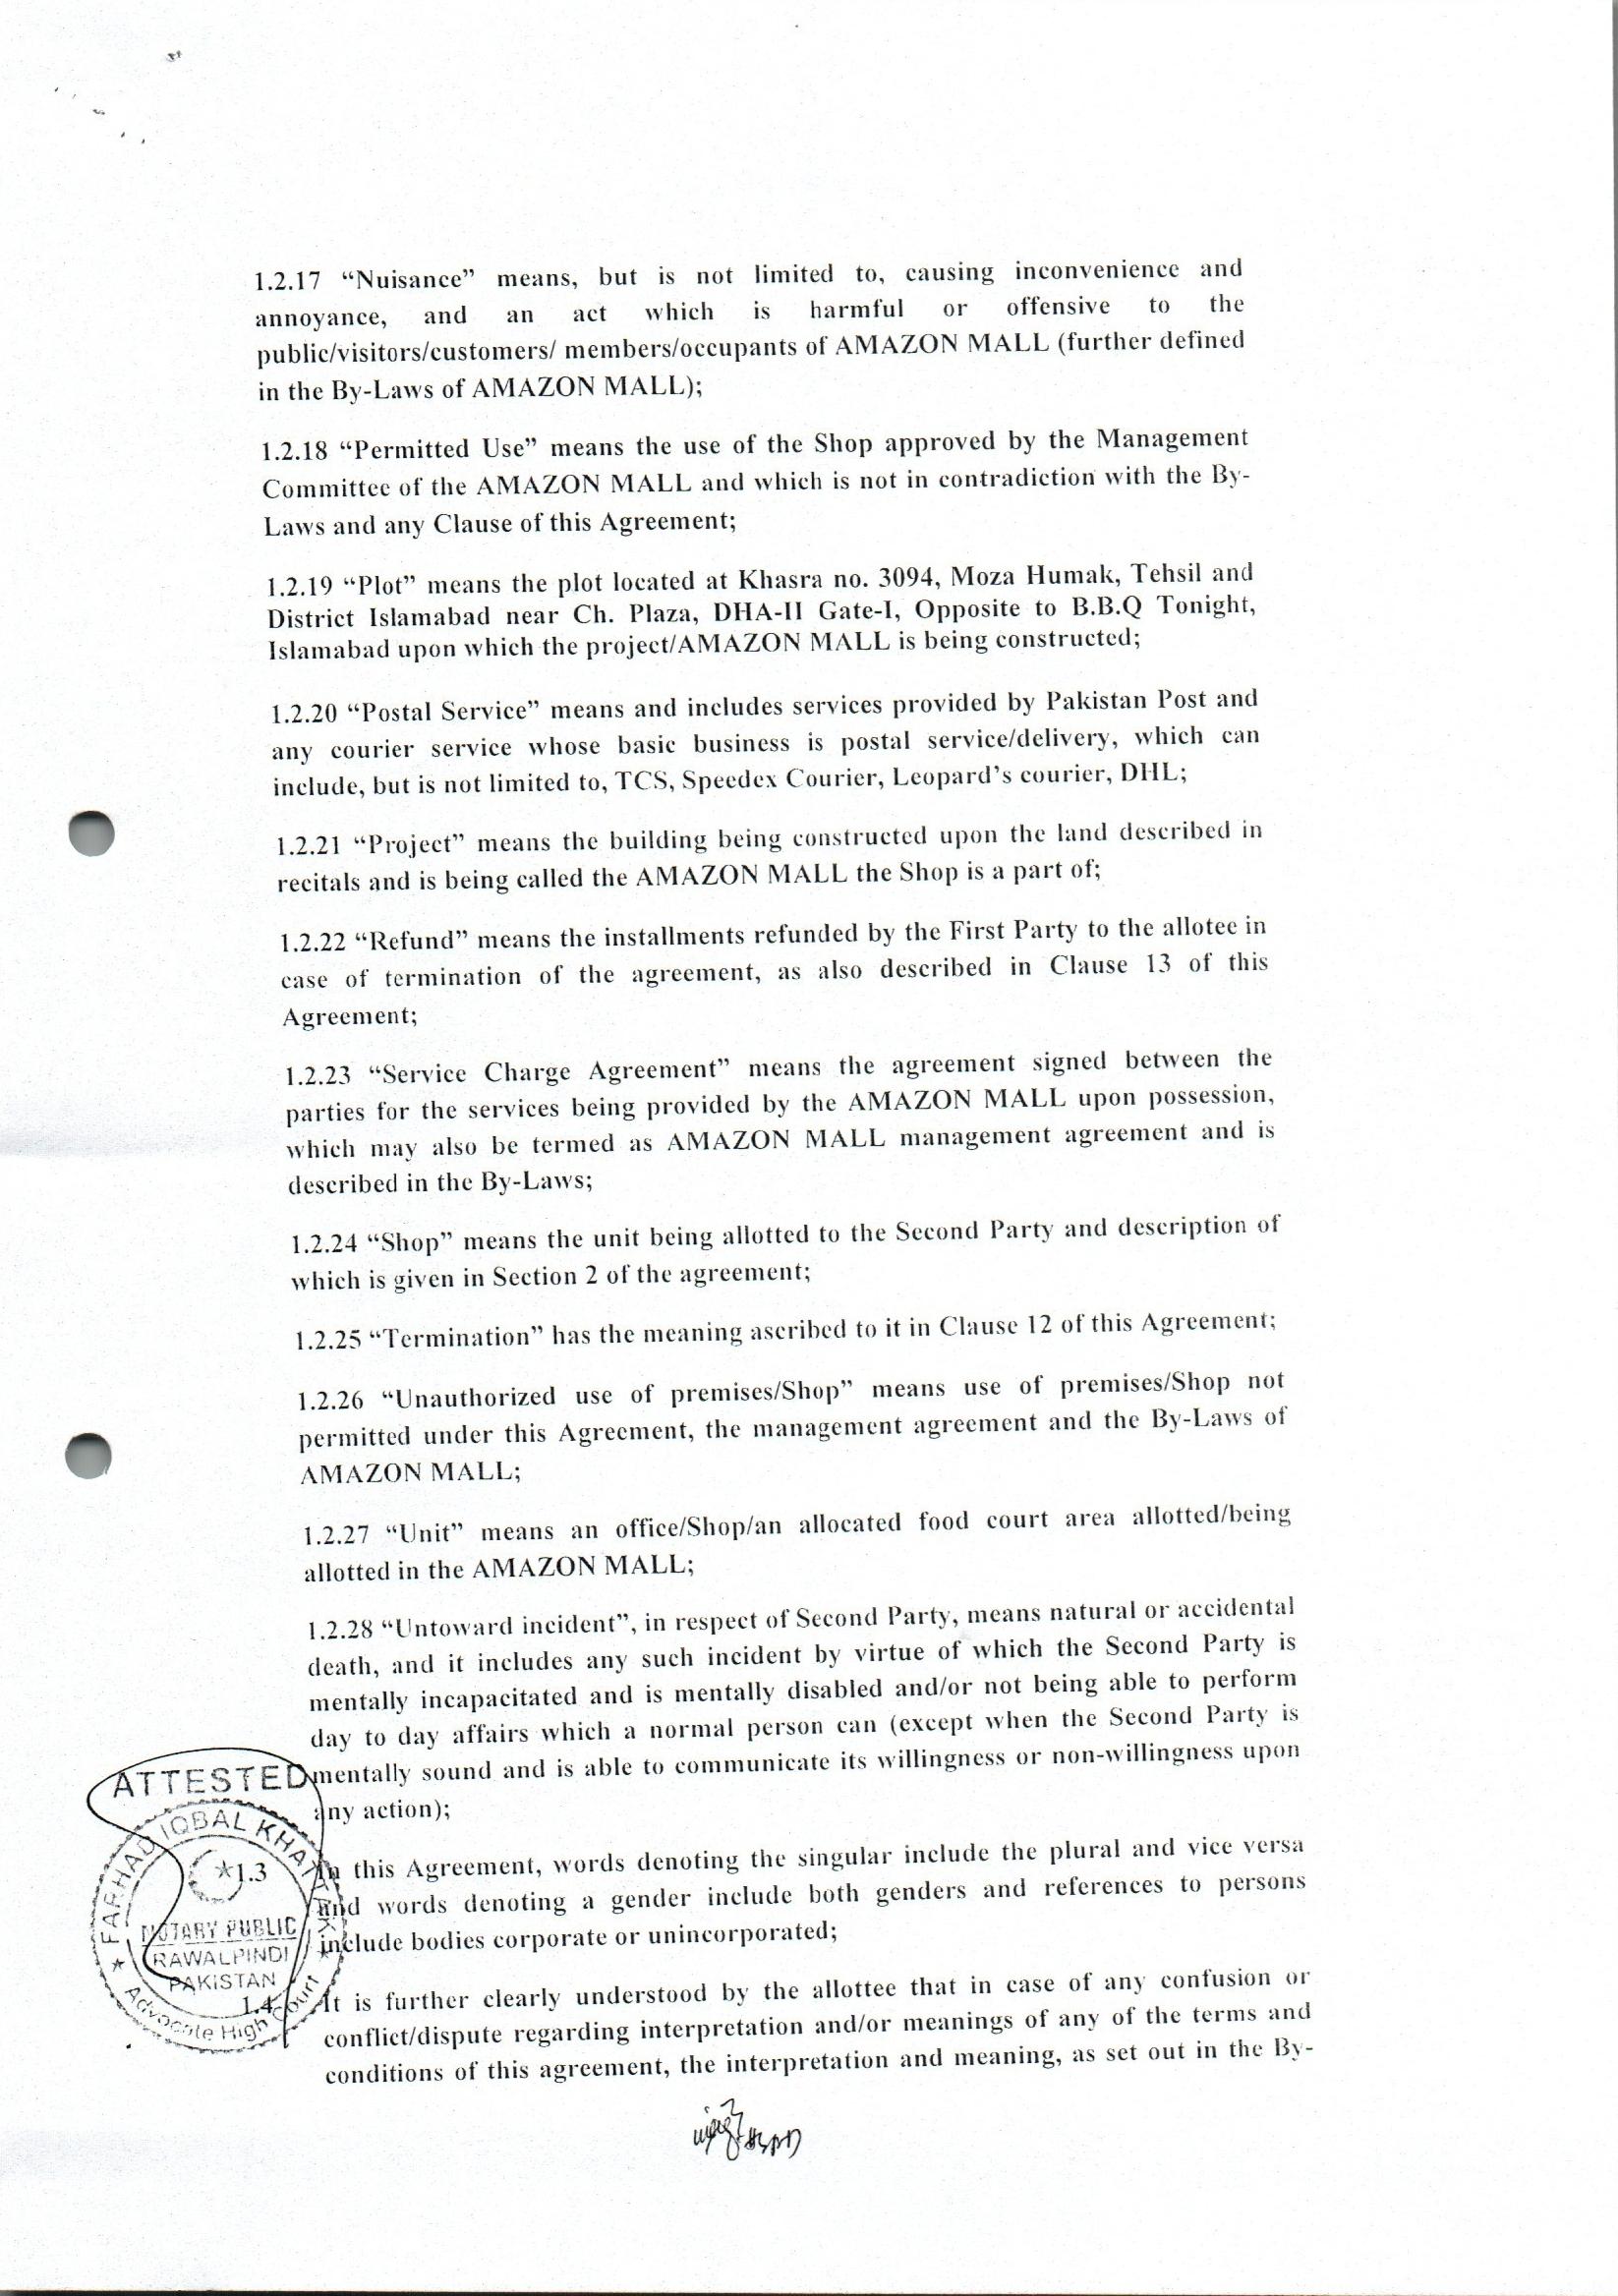 1.2.17 “Nuisance” means, but is not limited to, causing inconvenience and
annoyance, and an act which is harmful or offensive to the
public/visitors/customers/ members/occupants of AMAZON MALL (further defined
in the By-Laws of AMAZON MALL);
1.2.18 “Permitted Use” means the use of the Shop approved by the Management
Committee of the AMAZON MALL and which is not in contradiction with the By-
Laws and any Clause of this Agreement;
1.2.19 “Plot” means the plot located at Khasra no. 3094, Moza Humak, Tehsil and
District Islamabad near Ch. Plaza, DHA-II Gate-I, Opposite to B.B.Q Tonight,
Islamabad upon which the project/AMAZON MALL is being constructed;
1.2.20 “Postal Service” means and includes services provided by Pakistan Post and
any courier service whose basic business is postal service/delivery, which can
include, but is not limited to, TCS, Speedex Courier, Leopard’s courier, DHL;
1.2.21 “Project” means the building being constructed upon the land described in
recitals and is being called the AMAZON MALL the Shop is a part of;
1.2.22 “Refund” means the installments refunded by the First Party to the allotee in
case of termination of the agreement, as also described in Clause 13 of this
Agreement;
1.2.23 “Service Charge Agreement” means the agreement signed between the
parties for the services being provided by the AMAZON MALL upon possession,
which may also be termed as AMAZON MALL management agreement and is
described in the By-Laws;
1.2.24 “Shop” means the unit being allotted to the Second Party and description of
which is given in Section 2 of the agreement;
1.2.25 “Termination” has the meaning ascribed to it in Clause 12 of this Agreement;
1.2.26 “Unauthorized use of premises/Shop” means use of premises/Shop not
permitted under this Agreement, the management agreement and the By-Laws of
AMAZON MALL;
1.2.27 “Unit” means an office/Shop/an allocated food court area allotted/being
allotted in the AMAZON MALL;
1.2.28 “Untoward incident”, in respect of Second Party, means natural or accidental
death, and it includes any such incident by virtue of which the Second Party is
mentally incapacitated and is mentally disabled and/or not being able to perform
day to day affairs which a normal person can (except when the Second Party is
mentally sound and is able to communicate its willingness or non-willingness upon
any action);
1.3 In this Agreement, words denoting the singular include the plural and vice versa
and words denoting a gender include both genders and references to persons
include bodies corporate or unincorporated;
1.4 It is further clearly understood by the allottee that in case of any confusion or
conflict/dispute regarding interpretation and/or meanings of any of the terms and
conditions of this agreement, the interpretation and meaning, as set out in the By-
ATTESTED
FARHAD IQBAL
NOTARY PUBLIC
RAWALPINDI
PAKISTAN
Advocate High Court